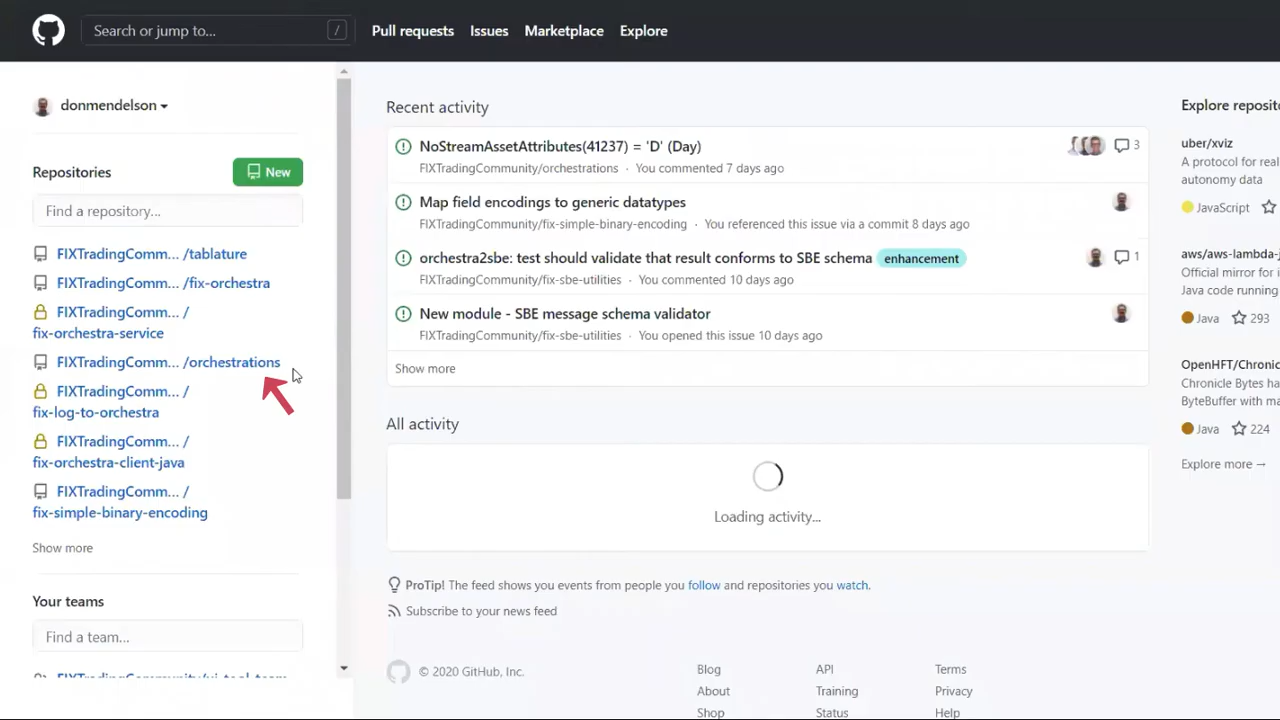 Search or jump to... /
Pull requests Issues Marketplace Explore
donmendelson
Repositories
New
Find a repository...
FIXTradingComm... /tablature
FIXTradingComm... /fix-orchestra
FIXTradingComm... /
fix-orchestra-service
FIXTradingComm... /orchestrations
FIXTradingComm... /
fix-log-to-orchestra
FIXTradingComm... /
fix-orchestra-client-java
FIXTradingComm... /
fix-simple-binary-encoding
Show more
Your teams
Find a team...
Recent activity
NoStreamAssetAttributes(41237) = 'D' (Day) 3
FIXTradingCommunity/orchestrations · You commented 7 days ago
Map field encodings to generic datatypes
FIXTradingCommunity/fix-simple-binary-encoding · You referenced this issue via a commit 8 days ago
orchestra2sbe: test should validate that result conforms to SBE schema enhancement 1
FIXTradingCommunity/fix-sbe-utilities · You commented 10 days ago
New module - SBE message schema validator
FIXTradingCommunity/fix-sbe-utilities · You opened this issue 10 days ago
Show more
All activity
Loading activity...
ProTip! The feed shows you events from people you follow and repositories you watch.
Subscribe to your news feed
© 2020 GitHub, Inc.
Blog API Terms
About Training Privacy
Shop Status Help
Explore reposito
uber/xviz
A protocol for real
autonomy data
JavaScript
aws/aws-lambda-j
Official mirror for i
Java code running
Java 293
OpenHFT/Chronic
Chronicle Bytes ha
ByteBuffer with ma
Java 224
Explore more →